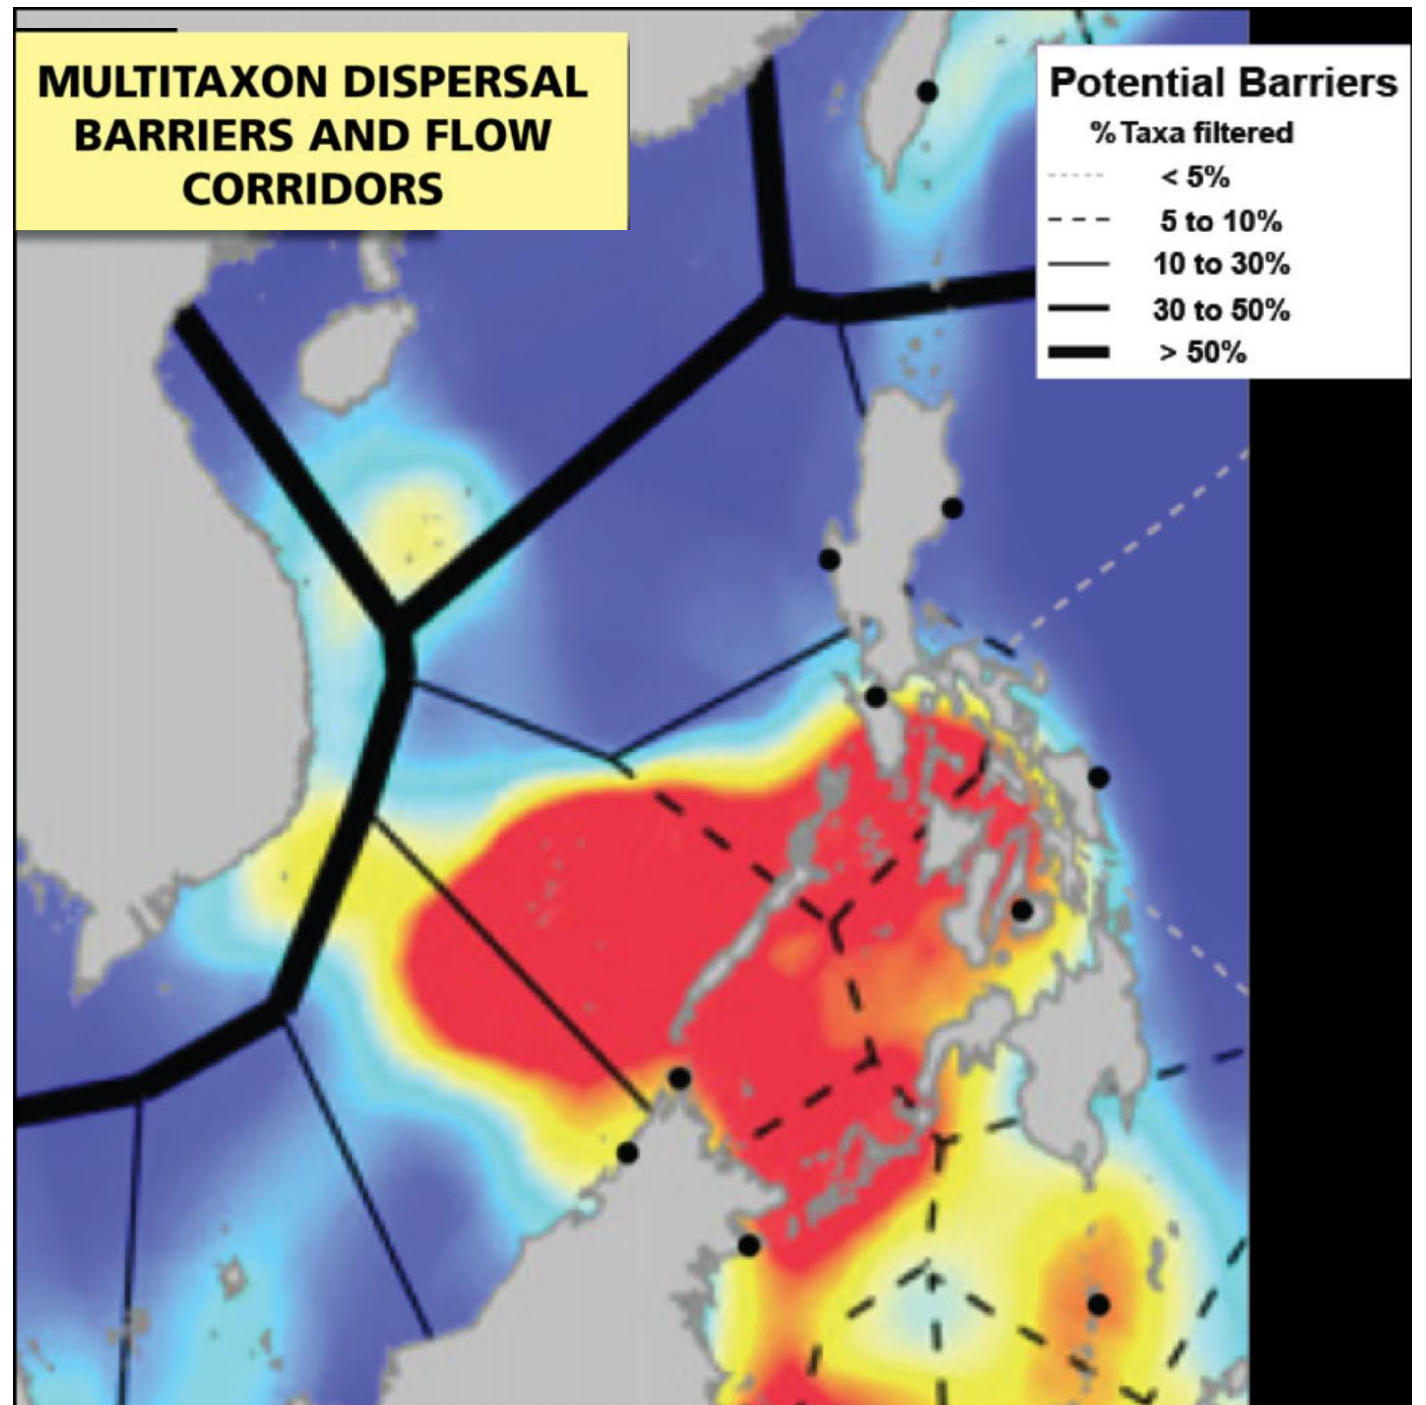 MULTITAXON DISPERSAL
BARRIERS AND FLOW
CORRIDORS
Potential Barriers
% Taxa filtered
< 5%
5 to 10%
10 to 30%
30 to 50%
> 50%